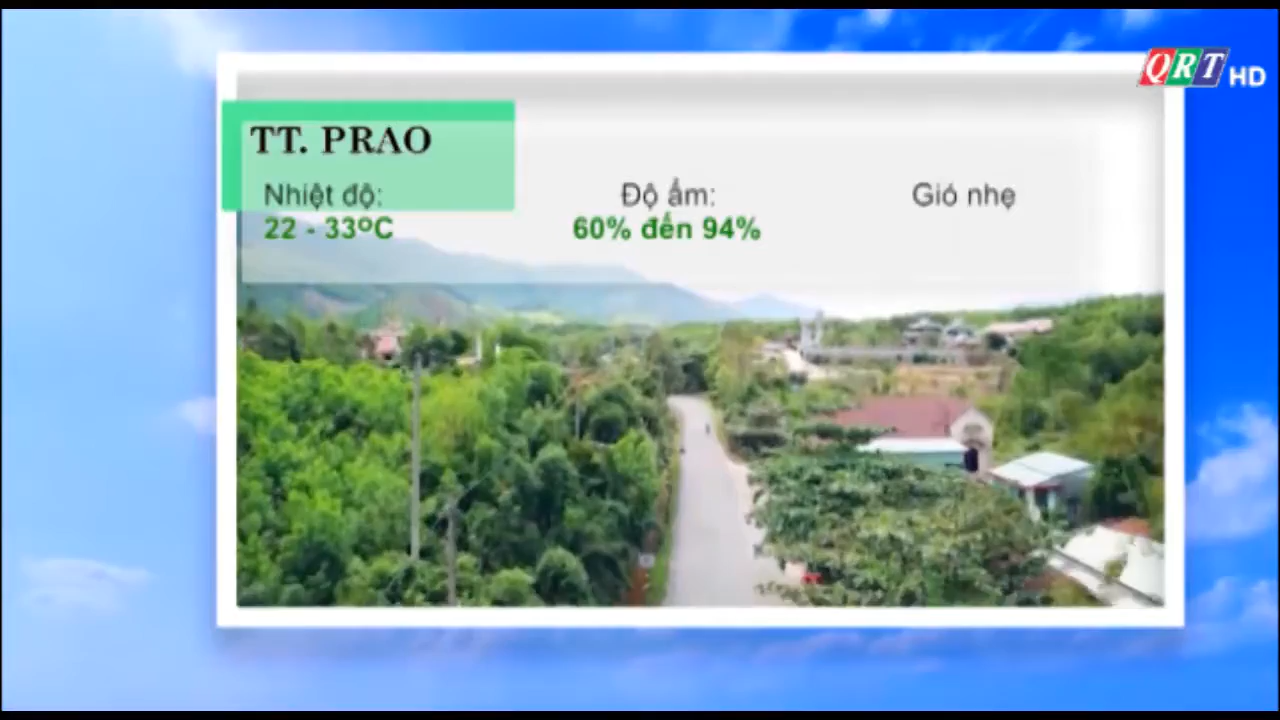 QRT HD
TT. PRAO
Nhiệt độ: Độ ẩm: Gió nhẹ
22 - 33ºC 60% đến 94%